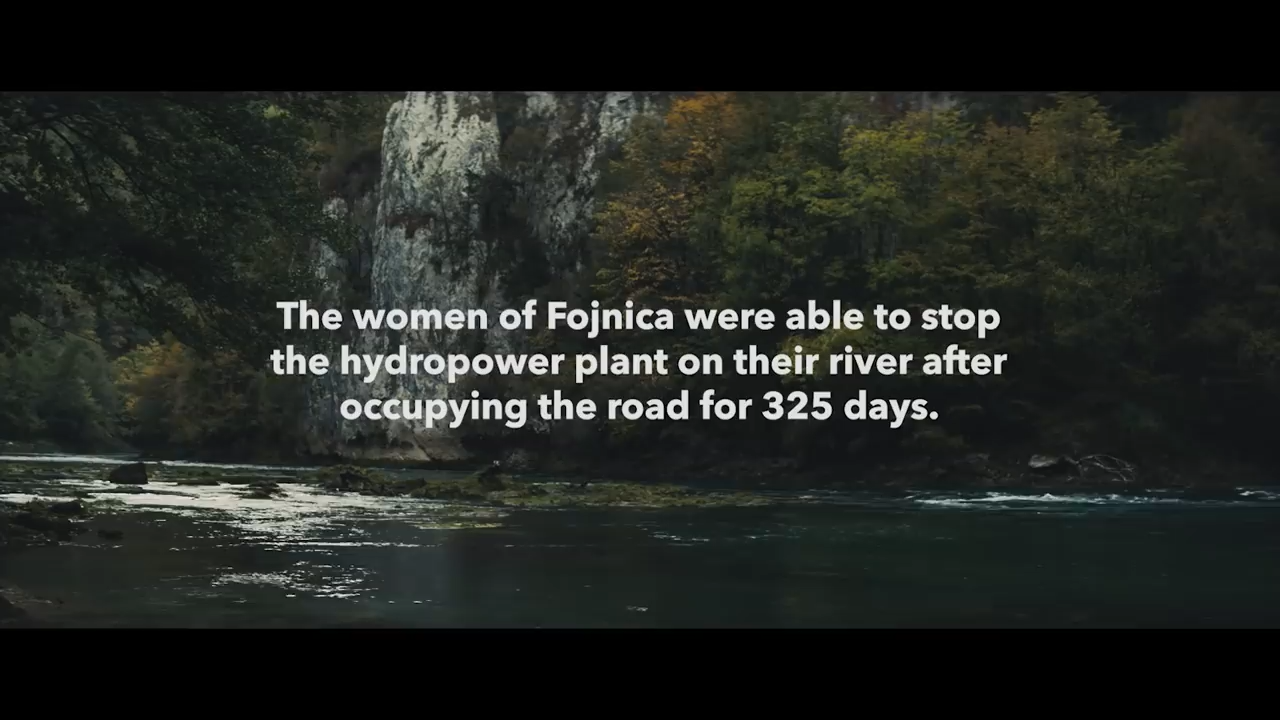 The women of Fojnica were able to stop
the hydropower plant on their river after
occupying the road for 325 days.